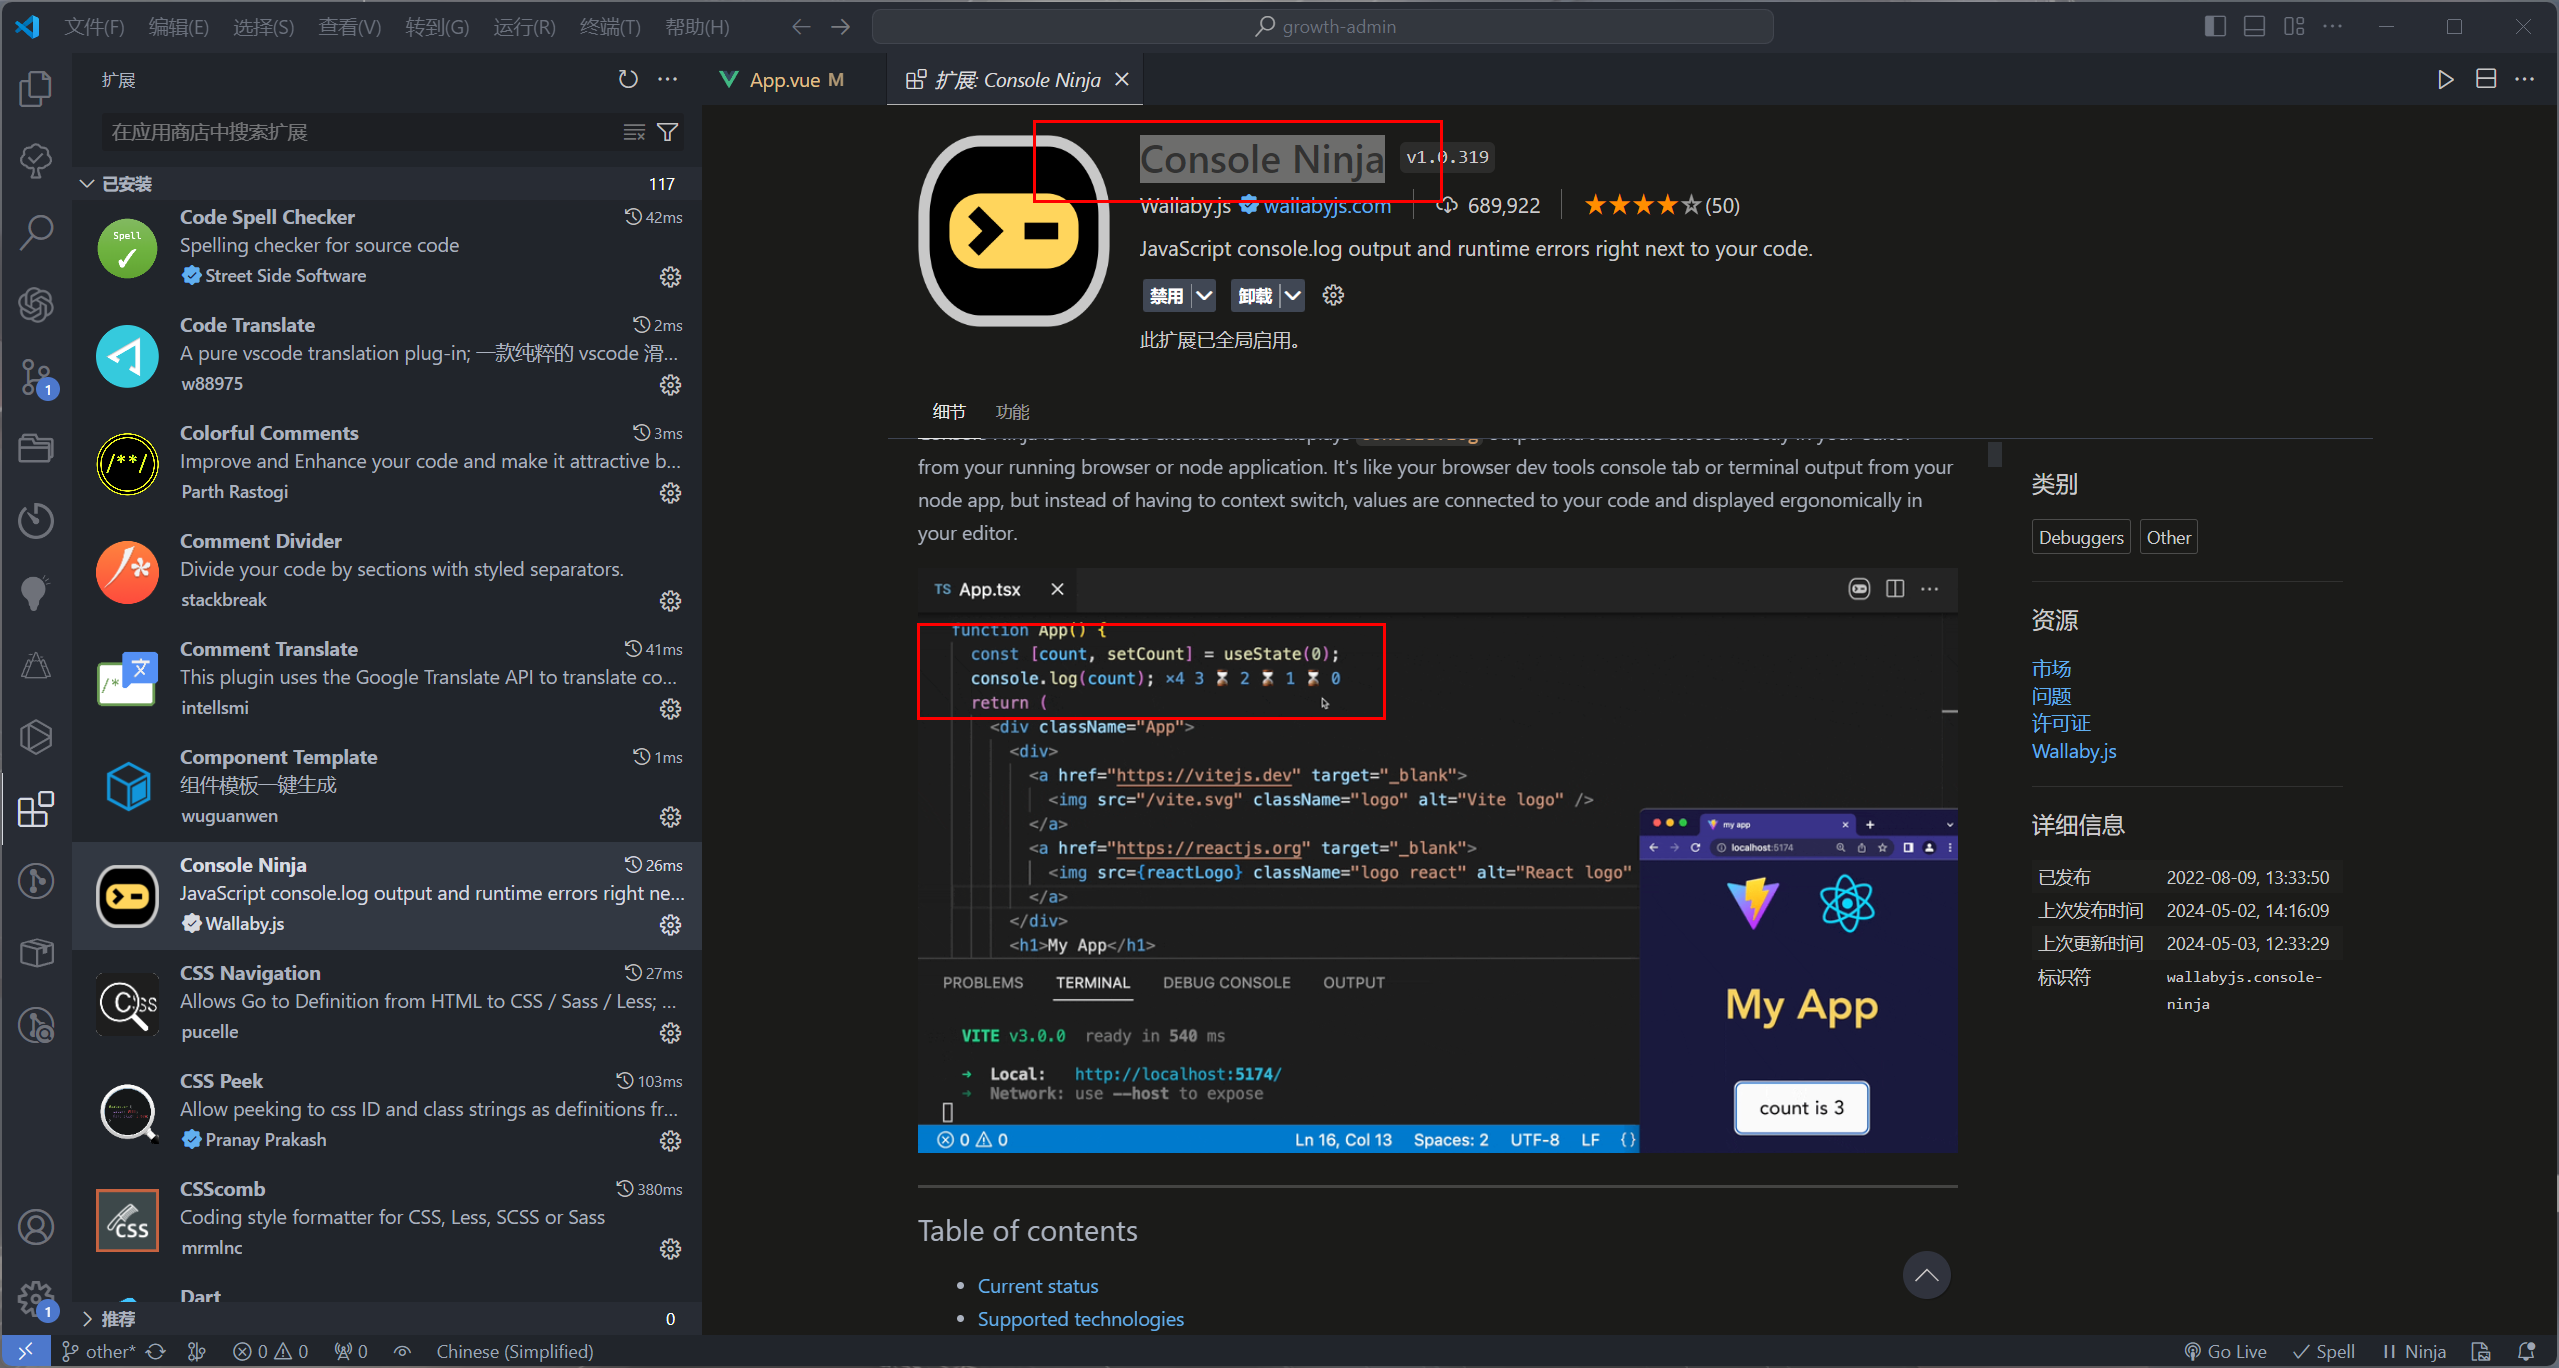 文件(F) 编辑(E) 选择(S) 查看(V) 转到(G) 运行(R) 终端(T) 帮助(H)
growth-admin
扩展
在应用商店中搜索扩展
已安装 117
Code Spell Checker 42ms
Spelling checker for source code
Street Side Software
Code Translate 2ms
A pure vscode translation plug-in; 一款纯粹的 vscode 滑...
w88975
Colorful Comments 3ms
Improve and Enhance your code and make it attractive b...
Parth Rastogi
Comment Divider
Divide your code by sections with styled separators.
stackbreak
Comment Translate 41ms
This plugin uses the Google Translate API to translate co...
intellsmi
Component Template 1ms
组件模板一键生成
wuguanwen
Console Ninja 26ms
JavaScript console.log output and runtime errors right ne...
Wallaby.js
CSS Navigation 27ms
Allows Go to Definition from HTML to CSS / Sass / Less; ...
pucelle
CSS Peek 103ms
Allow peeking to css ID and class strings as definitions fr...
Pranay Prakash
CSScomb 380ms
Coding style formatter for CSS, Less, SCSS or Sass
mrmlnc
Dart
推荐 0
App.vue M
扩展: Console Ninja
Console Ninja v1.0.319
Wallaby.js wallabyjs.com 689,922 (50)
JavaScript console.log output and runtime errors right next to your code.
禁用 卸载
此扩展已全局启用。
细节 功能
Console Ninja is a VS Code extension that displays console.log output and runtime errors directly in your editor
from your running browser or node application. It's like your browser dev tools console tab or terminal output from your
node app, but instead of having to context switch, values are connected to your code and displayed ergonomically in
your editor.
TS App.tsx
function App() {
const [count, setCount] = useState(0);
console.log(count); ×4 3 ⌛ 2 ⌛ 1 ⌛ 0
return (
<div className="App">
<div>
<a href="https://vitejs.dev" target="_blank">
<img src="/vite.svg" className="logo" alt="Vite logo" />
</a>
<a href="https://reactjs.org" target="_blank">
<img src={reactLogo} className="logo react" alt="React logo"
</a>
</div>
<h1>My App</h1>
PROBLEMS TERMINAL DEBUG CONSOLE OUTPUT
VITE v3.0.0 ready in 540 ms
➜ Local: http://localhost:5174/
➜ Network: use --host to expose
0 0 Ln 16, Col 13 Spaces: 2 UTF-8 LF {}
my app
localhost:5174
My App
count is 3
Table of contents
• Current status
• Supported technologies
类别
Debuggers Other
资源
市场
问题
许可证
Wallaby.js
详细信息
已发布 2022-08-09, 13:33:50
上次发布时间 2024-05-02, 14:16:09
上次更新时间 2024-05-03, 12:33:29
标识符 wallabyjs.console-
ninja
other* 0 0 0 Chinese (Simplified) Go Live Spell Ninja